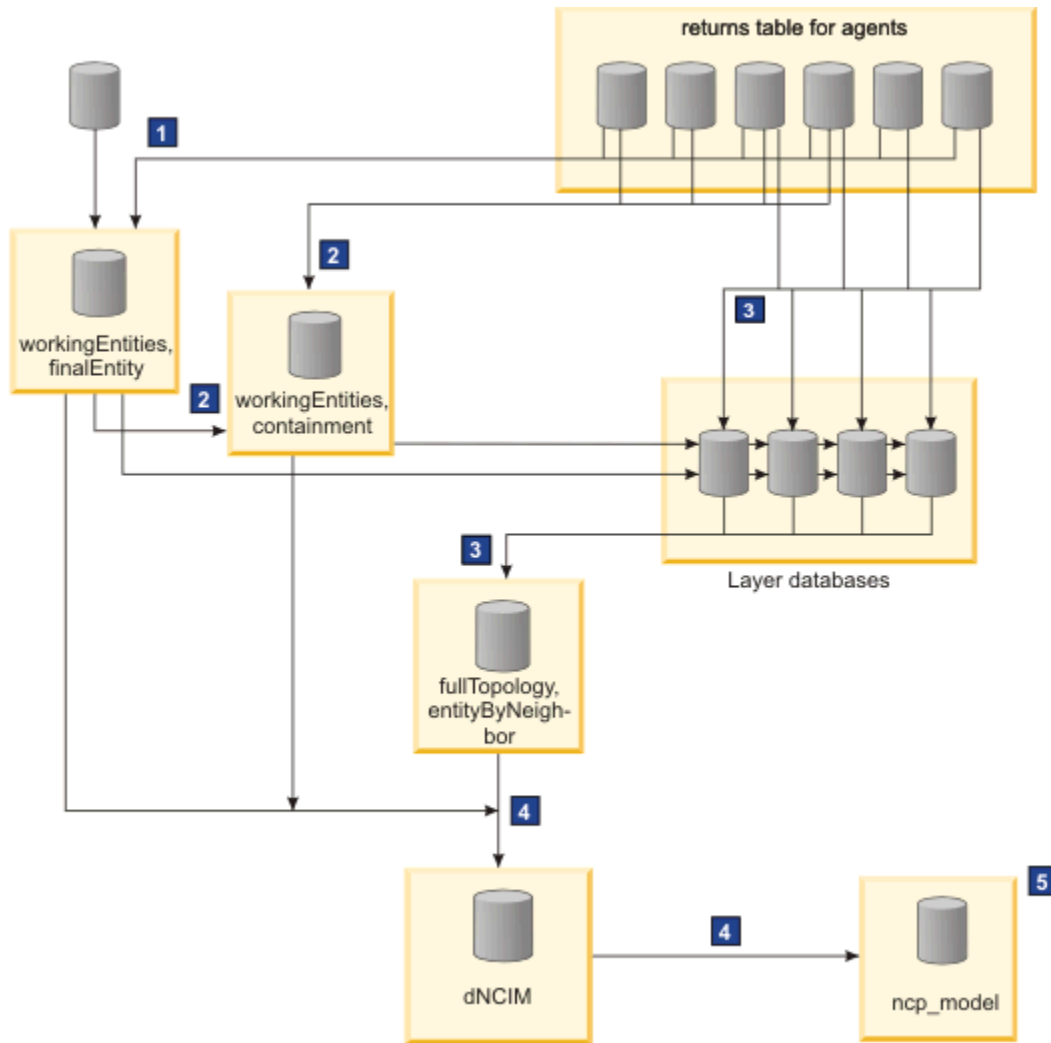 returns table for agents
1
2
workingEntities,
finalEntity
2
workingEntities,
containment
3
3
Layer databases
fullTopology,
entityByNeigh-
bor
4
5
dNCIM
4
ncp_model